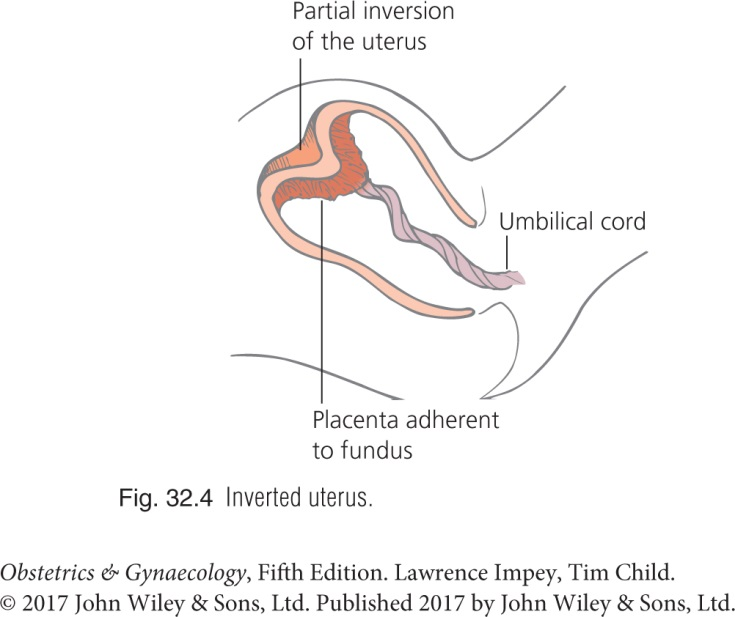 Partial inversion
of the uterus
Umbilical cord
Placenta adherent
to fundus
Fig. 32.4 Inverted uterus.
Obstetrics & Gynaecology, Fifth Edition. Lawrence Impey, Tim Child.
© 2017 John Wiley & Sons, Ltd. Published 2017 by John Wiley & Sons, Ltd.